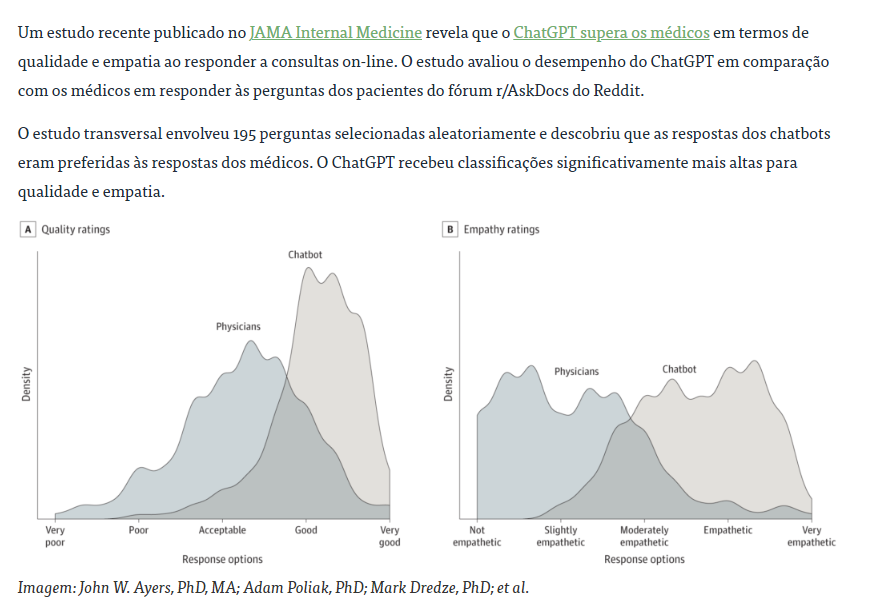 Um estudo recente publicado no JAMA Internal Medicine revela que o ChatGPT supera os médicos em termos de
qualidade e empatia ao responder a consultas on-line. O estudo avaliou o desempenho do ChatGPT em comparação
com os médicos em responder às perguntas dos pacientes do fórum r/AskDocs do Reddit.
O estudo transversal envolveu 195 perguntas selecionadas aleatoriamente e descobriu que as respostas dos chatbots
eram preferidas às respostas dos médicos. O ChatGPT recebeu classificações significativamente mais altas para
qualidade e empatia.
A Quality ratings
Chatbot
Physicians
Density
Very poor
Poor
Acceptable
Good
Very good
Response options
B Empathy ratings
Physicians
Chatbot
Density
Not empathetic
Slightly empathetic
Moderately empathetic
Empathetic
Very empathetic
Response options
Imagem: John W. Ayers, PhD, MA; Adam Poliak, PhD; Mark Dredze, PhD; et al.